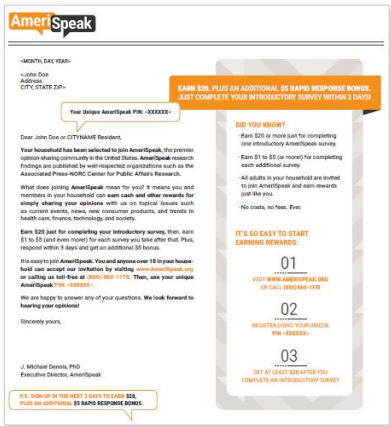 AmeriSpeak
<MONTH, DAY, YEAR>
<John Doe
Address
CITY, STATE ZIP>
Your Unique AmeriSpeak PIN: <XXXXXX>
Dear John Doe or CITYNAME Resident,
Your household has been selected to join AmeriSpeak, the premier
opinion-sharing community in the United States. AmeriSpeak research
findings are published by well-respected organizations such as the
Associated Press-NORC Center for Public Affairs Research.
What does joining AmeriSpeak mean for you? It means you and
members in your household can earn cash and other rewards for
simply sharing your opinions with us on topical issues such
as current events, news, new consumer products, and trends in
health care, finance, technology, and society.
Earn $20 just for completing your introductory survey, then, earn
$1 to $5 (and even more!) for each survey you take after that. Plus,
respond within 3 days and get an additional $5 bonus.
It is easy to join AmeriSpeak. You and anyone over 18 in your house-
hold can accept our invitation by visiting www.AmeriSpeak.org
or calling us toll-free at (800) 860-1178. Then, use your unique
AmeriSpeak PIN: <XXXXXX>.
We are happy to answer any of your questions. We look forward to
hearing your opinions!
Sincerely yours,
J. Michael Dennis, PhD
Executive Director, AmeriSpeak
P.S. SIGN UP IN THE NEXT 3 DAYS TO EARN $20,
PLUS AN ADDITIONAL $5 RAPID RESPONSE BONUS.
EARN $20, PLUS AN ADDITIONAL $5 RAPID RESPONSE BONUS.
JUST COMPLETE YOUR INTRODUCTORY SURVEY WITHIN 3 DAYS!
DID YOU KNOW?
·Earn $20 or more just for completing
one introductory AmeriSpeak survey.
·Earn $1 to $5 (or more!) for completing
each additional survey.
·All adults in your household are invited
to join AmeriSpeak and earn rewards
just like you.
·No costs, no fees. Ever.
IT'S SO EASY TO START
EARNING REWARDS:
01
VISIT WWW.AMERISPEAK.ORG
OR CALL (800) 860-1178
02
REGISTER USING YOUR UNIQUE
PIN <XXXXXX>
03
GET AT LEAST $20 AFTER YOU
COMPLETE AN INTRODUCTORY SURVEY